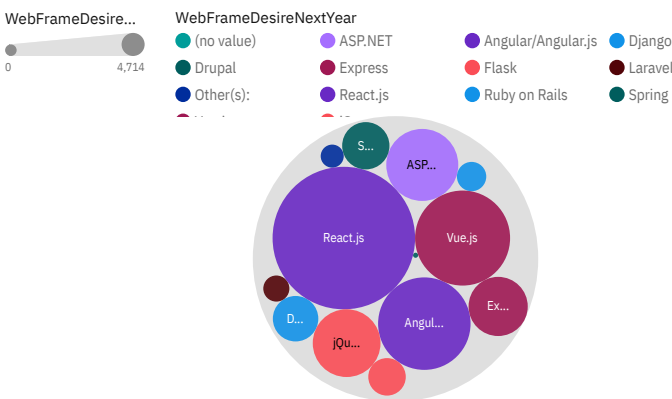 WebFrameDesire...
0 4,714
WebFrameDesireNextYear
(no value) ASP.NET Angular/Angular.js Django
Drupal Express Flask Laravel
Other(s): React.js Ruby on Rails Spring
S...
ASP...
React.js
Vue.js
Ex...
D...
Angul...
jQu...